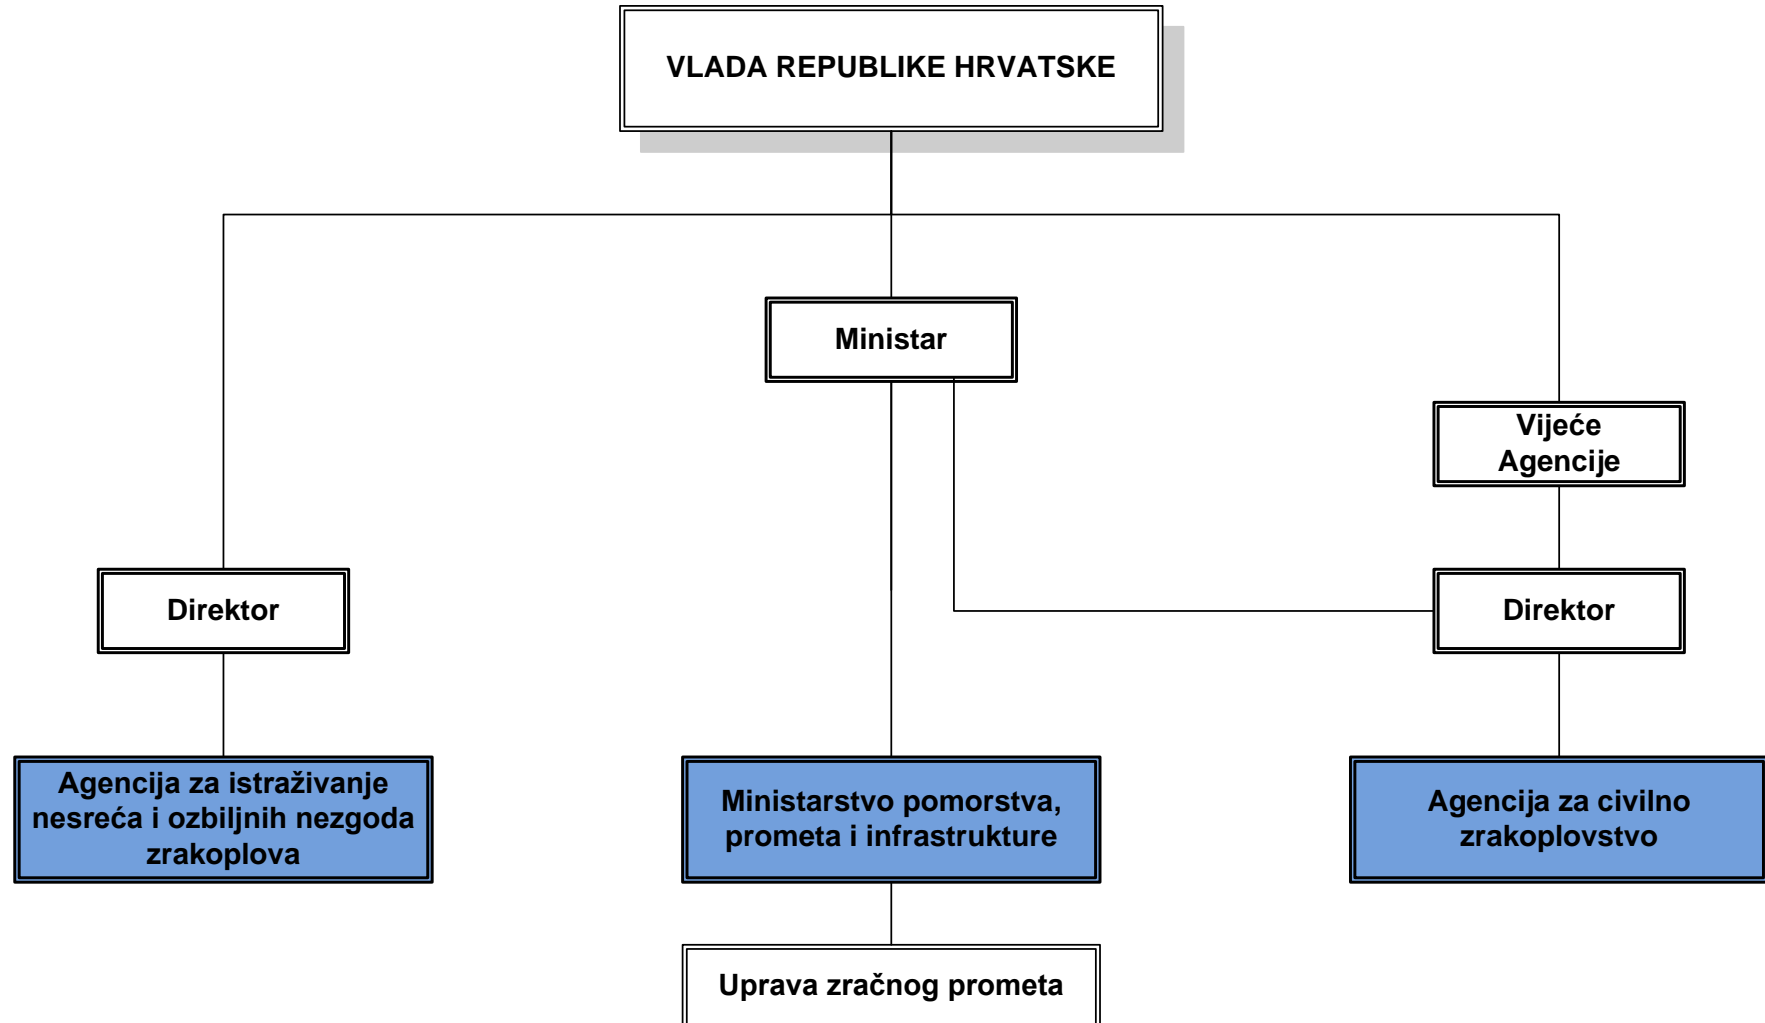 VLADA REPUBLIKE HRVATSKE
Ministar
Vijeće
Agencije
Direktor
Direktor
Agencija za istraživanje
nesreća i ozbiljnih nezgoda
zrakoplova
Ministarstvo pomorstva,
prometa i infrastrukture
Agencija za civilno
zrakoplovstvo
Uprava zračnog prometa